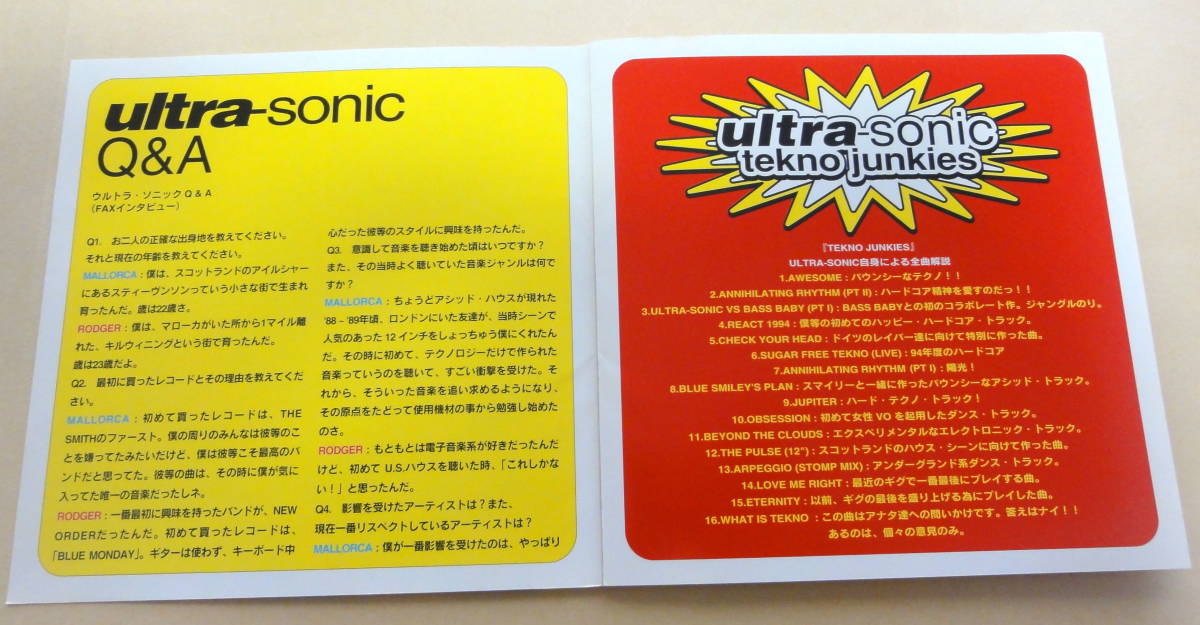 ultra-sonic
Q&A
ウルトラ・ソニックQ & A
（FAXインタビュー）
Q1. お二人の正確な出身地を教えてください。
それと現在の年齢を教えてください。
MALLORCA：僕は、スコットランドのアイルシャー
にあるスティーヴンソンっていう小さな街で生まれ
育ったんだ。歳は22歳さ。
RODGER：僕は、マローカがいた所から1マイル離
れた、キルウィニングという街で育ったんだ。
歳は23歳だよ。
Q2. 最初に買ったレコードとその理由を教えてくだ
さい。
MALLORCA：初めて買ったレコードは、THE
SMITHのファースト。僕の周りのみんなは彼等のこ
とを嫌ってたみたいだけど、僕は彼等こそ最高のバ
ンドだと思ってた。彼等の曲は、その時に僕が気に
入ってた唯一の音楽だったしネ。
RODGER：一番最初に興味を持ったバンドが、NEW
ORDERだったんだ。初めて買ったレコードは、
「BLUE MONDAY」。ギターは使わず、キーボード中
心だった彼等のスタイルに興味を持ったんだ。
Q3. 意識して音楽を聴き始めた頃はいつですか？
また、その当時よく聴いていた音楽ジャンルは何で
すか？
MALLORCA：ちょうどアシッド・ハウスが現れた
'88－'89年頃、ロンドンにいた友達が、当時シーンで
人気のあった12インチをしょっちゅう僕にくれたん
だ。その時に初めて、テクノロジーだけで作られた
音楽っていうのを聴いて、すごい衝撃を受けた。そ
れから、そういった音楽を追い求めるようになり、
その原点をたどって使用機材の事から勉強し始めた
のさ。
RODGER：もともとは電子音楽系が好きだったんだ
けど、初めて U.S.ハウスを聴いた時、「これしかな
い！」と思ったんだ。
Q4. 影響を受けたアーティストは？また、
現在一番リスペクトしているアーティストは？
MALLORCA：僕が一番影響を受けたのは、やっぱり
ultra-sonic
tekno junkies
『TEKNO JUNKIES』
ULTRA-SONIC自身による全曲解説
1.AWESOME：バウンシーなテクノ！！
2.ANNIHILATING RHYTHM (PT II)：ハードコア精神を愛すのだっ！！
3.ULTRA-SONIC VS BASS BABY (PT I)：BASS BABYとの初のコラボレート作。ジャングルのり。
4.REACT 1994：僕等の初めてのハッピー・ハードコア・トラック。
5.CHECK YOUR HEAD：ドイツのレイバー達に向けて特別に作った曲。
6.SUGAR FREE TEKNO (LIVE)：94年度のハードコア
7.ANNIHILATING RHYTHM (PT I)：陽光！
8.BLUE SMILEY'S PLAN：スマイリーと一緒に作ったバウンシーなアシッド・トラック。
9.JUPITER：ハード・テクノ・トラック！
10.OBSESSION：初めて女性 VO を起用したダンス・トラック。
11.BEYOND THE CLOUDS：エクスペリメンタルなエレクトロニック・トラック。
12.THE PULSE (12")：スコットランドのハウス・シーンに向けて作った曲。
13.ARPEGGIO (STOMP MIX)：アンダーグランド系ダンス・トラック。
14.LOVE ME RIGHT：最近のギグで一番最後にプレイする曲。
15.ETERNITY：以前、ギグの最後を盛り上げる為にプレイした曲。
16.WHAT IS TEKNO：この曲はアナタ達への問いかけです。答えはナイ！！
あるのは、個々の意見のみ。